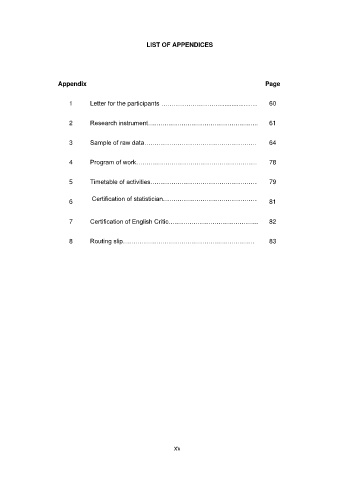 LIST OF APPENDICES
Appendix Page
1 Letter for the participants ................................................ 60
2 Research instrument....................................................... 61
3 Sample of raw data......................................................... 64
4 Program of work............................................................. 78
5 Timetable of activities...................................................... 79
6 Certification of statistician............................................... 81
7 Certification of English Critic............................................ 82
8 Routing slip.................................................................. 83
xv